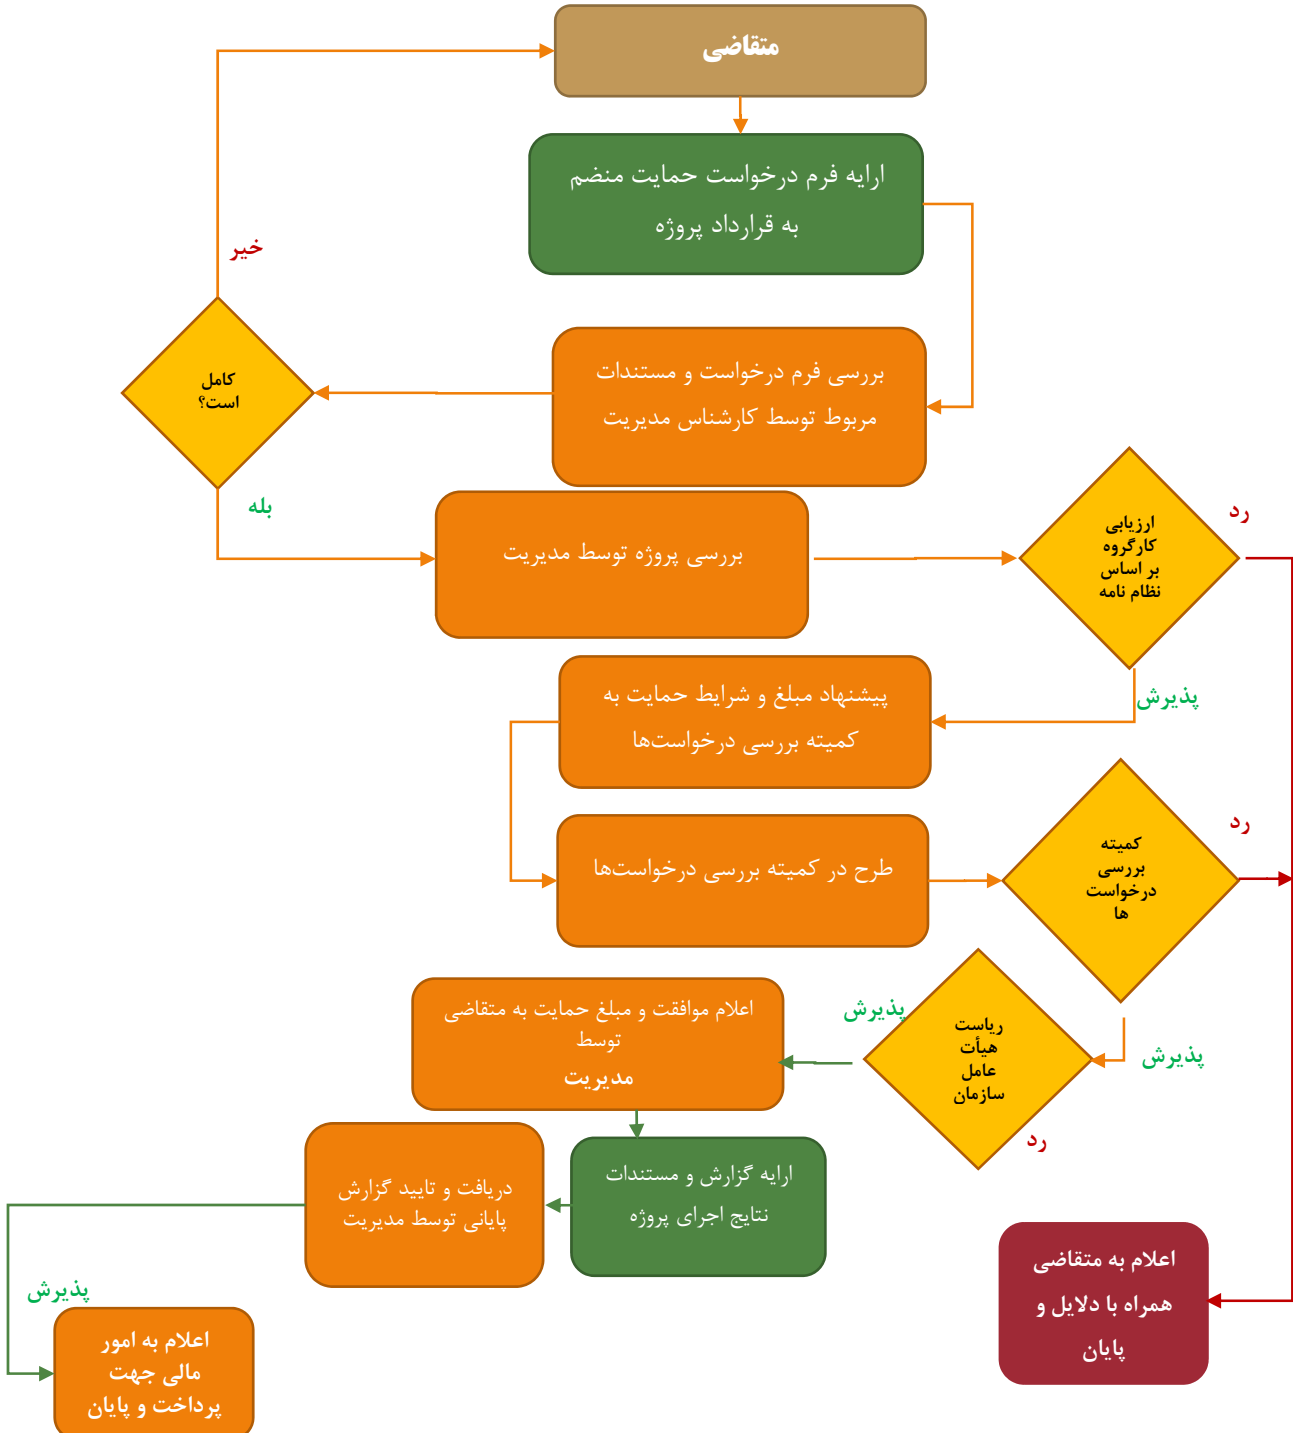 متقاضی
ارایه فرم درخواست حمایت منضم
به قرارداد پروژه
خیر
بررسی فرم درخواست و مستندات
مربوط توسط کارشناس مدیریت
کامل
است؟
بله
بررسی پروژه توسط مدیریت
ارزیابی
کارگروه
بر اساس
نظام نامه
رد
پذیرش
پیشنهاد مبلغ و شرایط حمایت به
کمیته بررسی درخواست‌ها
طرح در کمیته بررسی درخواست‌ها
کمیته
بررسی
درخواست
ها
رد
پذیرش
ریاست
هیأت
عامل
سازمان
پذیرش
رد
اعلام موافقت و مبلغ حمایت به متقاضی
توسط
مدیریت
ارایه گزارش و مستندات
نتایج اجرای پروژه
دریافت و تایید گزارش
پایانی توسط مدیریت
پذیرش
اعلام به امور
مالی جهت
پرداخت و پایان
اعلام به متقاضی
همراه با دلایل و
پایان